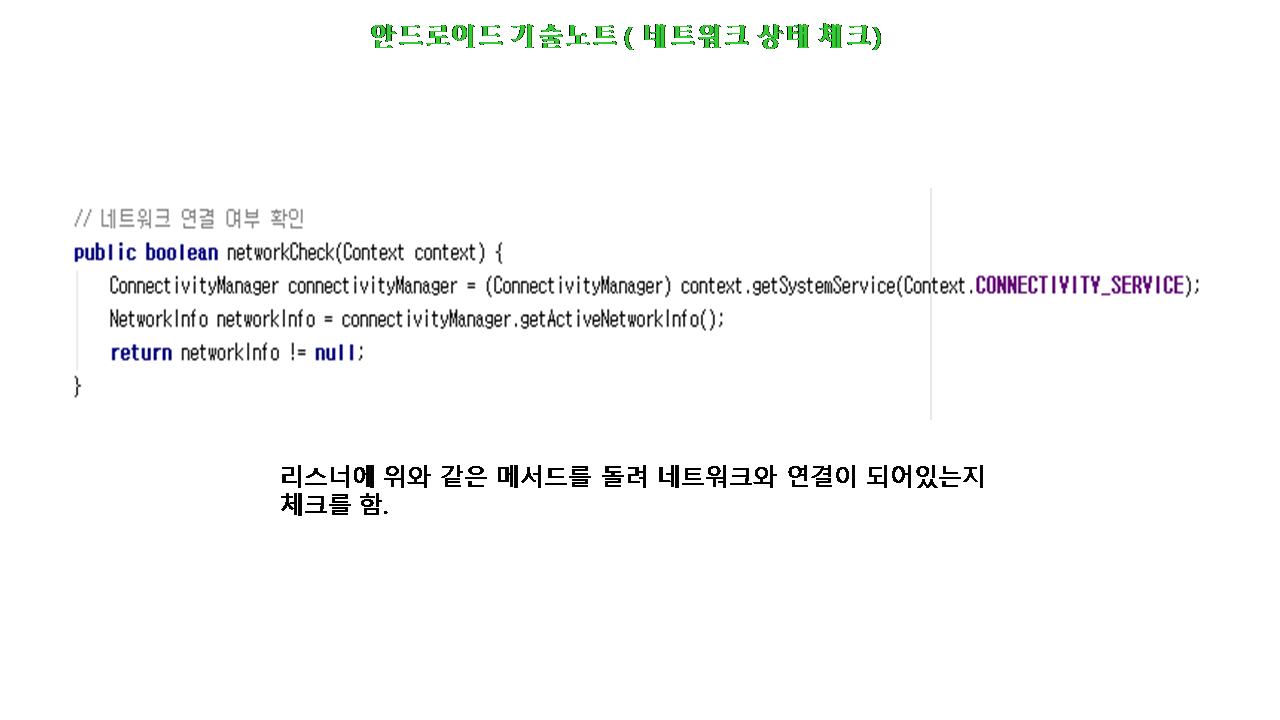 안드로이드 기술노트 ( 네트워크 상태 체크)
// 네트워크 연결 여부 확인
public boolean networkCheck(Context context) {
ConnectivityManager connectivityManager = (ConnectivityManager) context.getSystemService(Context.CONNECTIVITY_SERVICE);
NetworkInfo networkInfo = connectivityManager.getActiveNetworkInfo();
return networkInfo != null;
}
리스너에 위와 같은 메서드를 돌려 네트워크와 연결이 되어있는지
체크를 함.